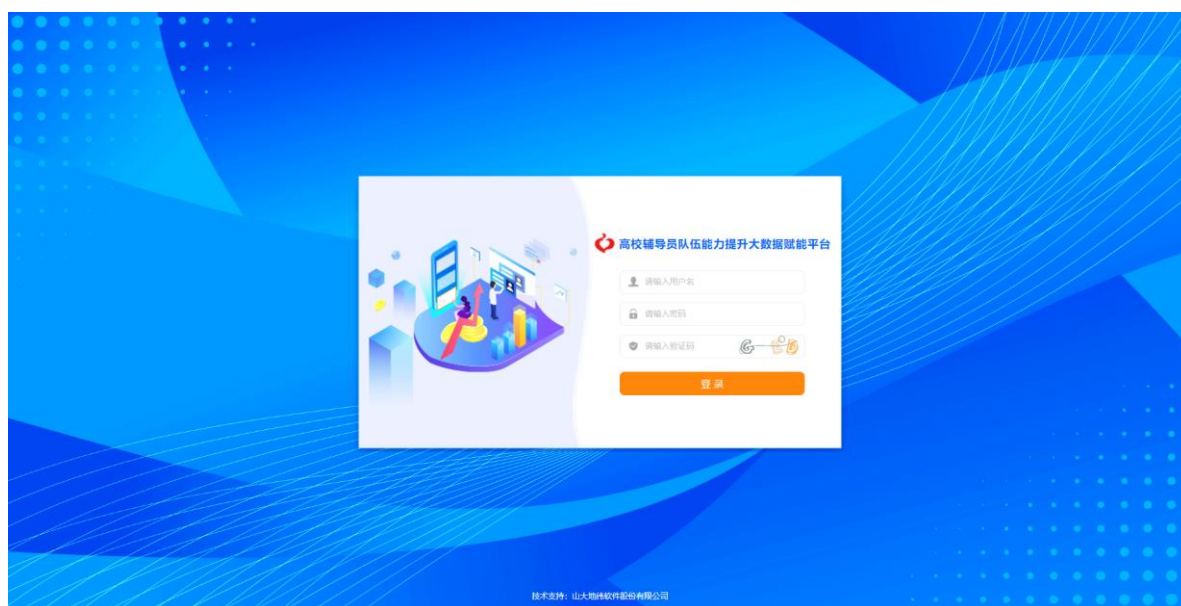 高校辅导员队伍能力提升大数据赋能平台
请输入用户名
请输入密码
请输入验证码
登 录
技术支持：山大地纬软件股份有限公司